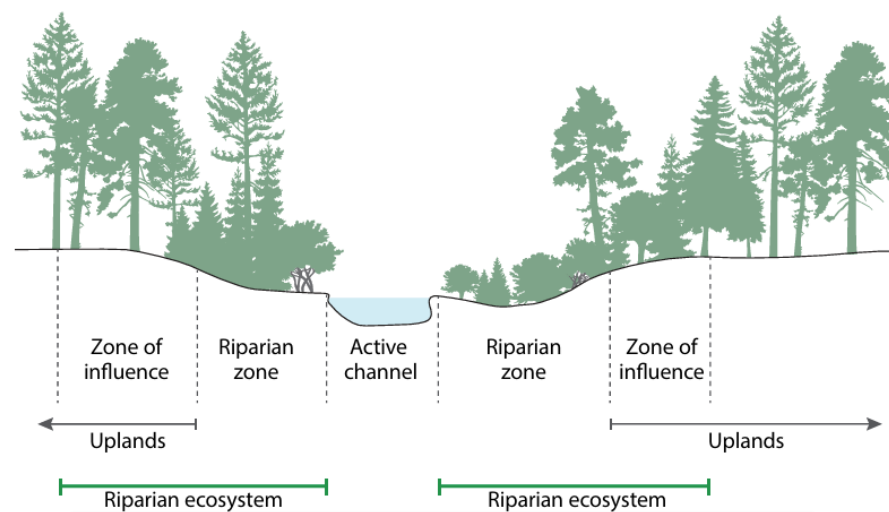 Zone of
influence
Riparian
zone
Active
channel
Riparian
zone
Zone of
influence
Uplands
Uplands
Riparian ecosystem
Riparian ecosystem